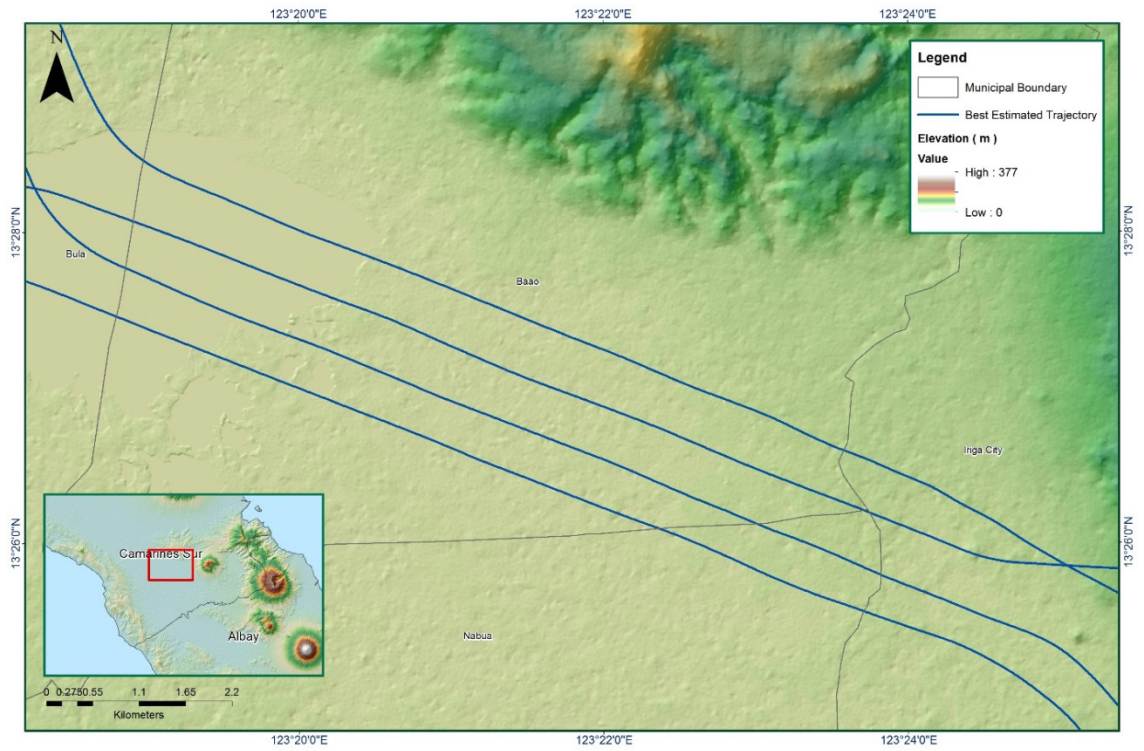 123°20'0"E 123°22'0"E 123°24'0"E
N
Legend
Municipal Boundary
Best Estimated Trajectory
Elevation ( m )
Value
High : 377
Low : 0
13°28'0"N 13°28'0"N
Bula
Baao
Iriga City
13°26'0"N 13°26'0"N
Camarines Sur
Albay
Nabua
0 0.2750.55 1.1 1.65 2.2
Kilometers
123°20'0"E 123°22'0"E 123°24'0"E